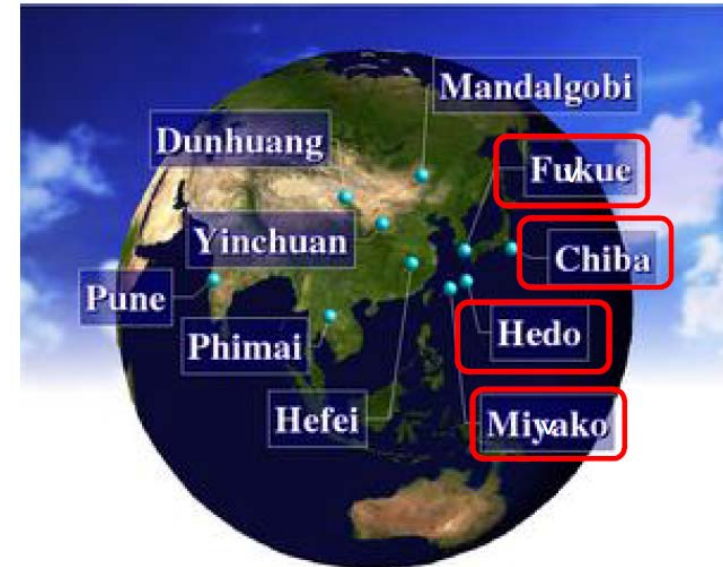 Mandalgobi
Dunhuang
Fukue
Yinchuan
Chiba
Pune
Phimai
Hedo
Hefei
Miyako